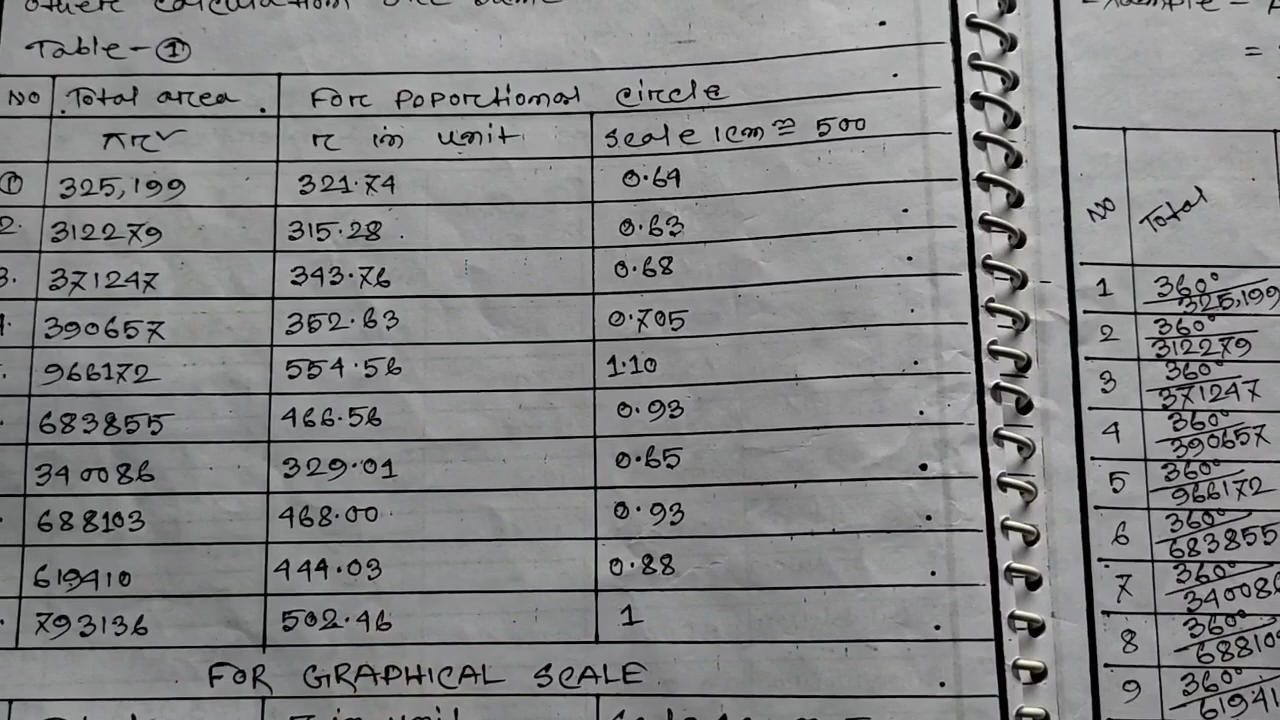 Table-①
NO Total area. For Poportional circle
πr² r in unit scale 1cm ≅ 500
① 325,199 321.74 0.64
2. 312279 315.28 0.63
3. 371247 343.76 0.68
390657 352.63 0.705
966172 554.56 1.10
683855 466.56 0.93
340086 329.01 0.65
688103 468.00 0.93
619410 444.03 0.88
793136 502.46 1
FOR GRAPHICAL SCALE
Example -
=
NO Total
1 360° 325,199
2 360° 312279
3 360° 371247
4 360° 390657
5 360° 966172
6 360° 683855
7 360° 340086
8 360° 68810
9 360° 6194